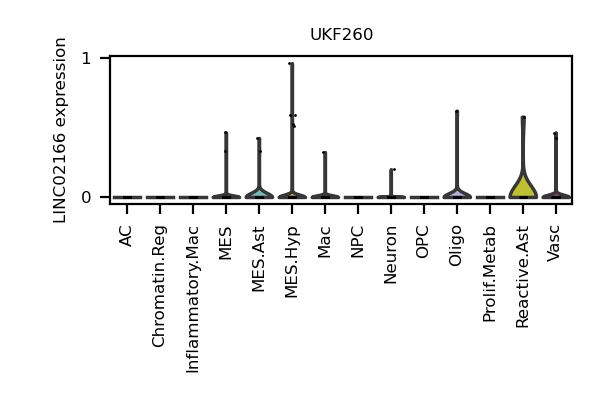 UKF260
LINC02166 expression
1
0
AC
Chromatin.Reg
Inflammatory.Mac
MES
MES.Ast
MES.Hyp
Mac
NPC
Neuron
OPC
Oligo
Prolif.Metab
Reactive.Ast
Vasc